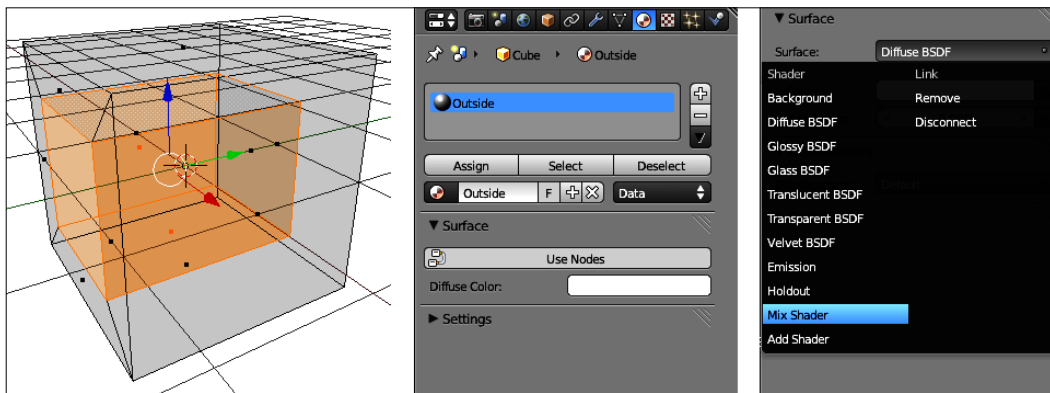 Cube Outside
Outside
Assign Select Deselect
Outside F Data
▼ Surface
Use Nodes
Diffuse Color:
▶ Settings
▼ Surface
Surface: Diffuse BSDF
Shader Link
Background Remove
Diffuse BSDF Disconnect
Glossy BSDF
Glass BSDF
Translucent BSDF
Transparent BSDF
Velvet BSDF
Emission
Holdout
Mix Shader
Add Shader